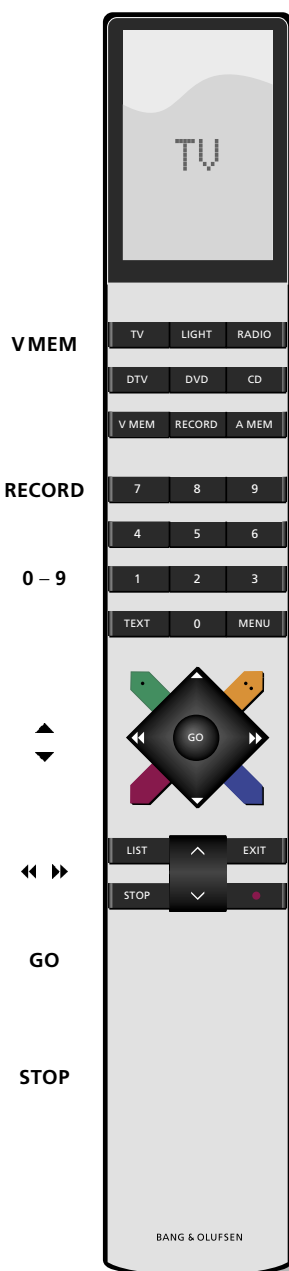 TV
V MEM
TV LIGHT RADIO
DTV DVD CD
V MEM RECORD A MEM
RECORD
7 8 9
4 5 6
0 – 9
1 2 3
TEXT 0 MENU
GO
LIST EXIT
STOP
GO
STOP
BANG & OLUFSEN